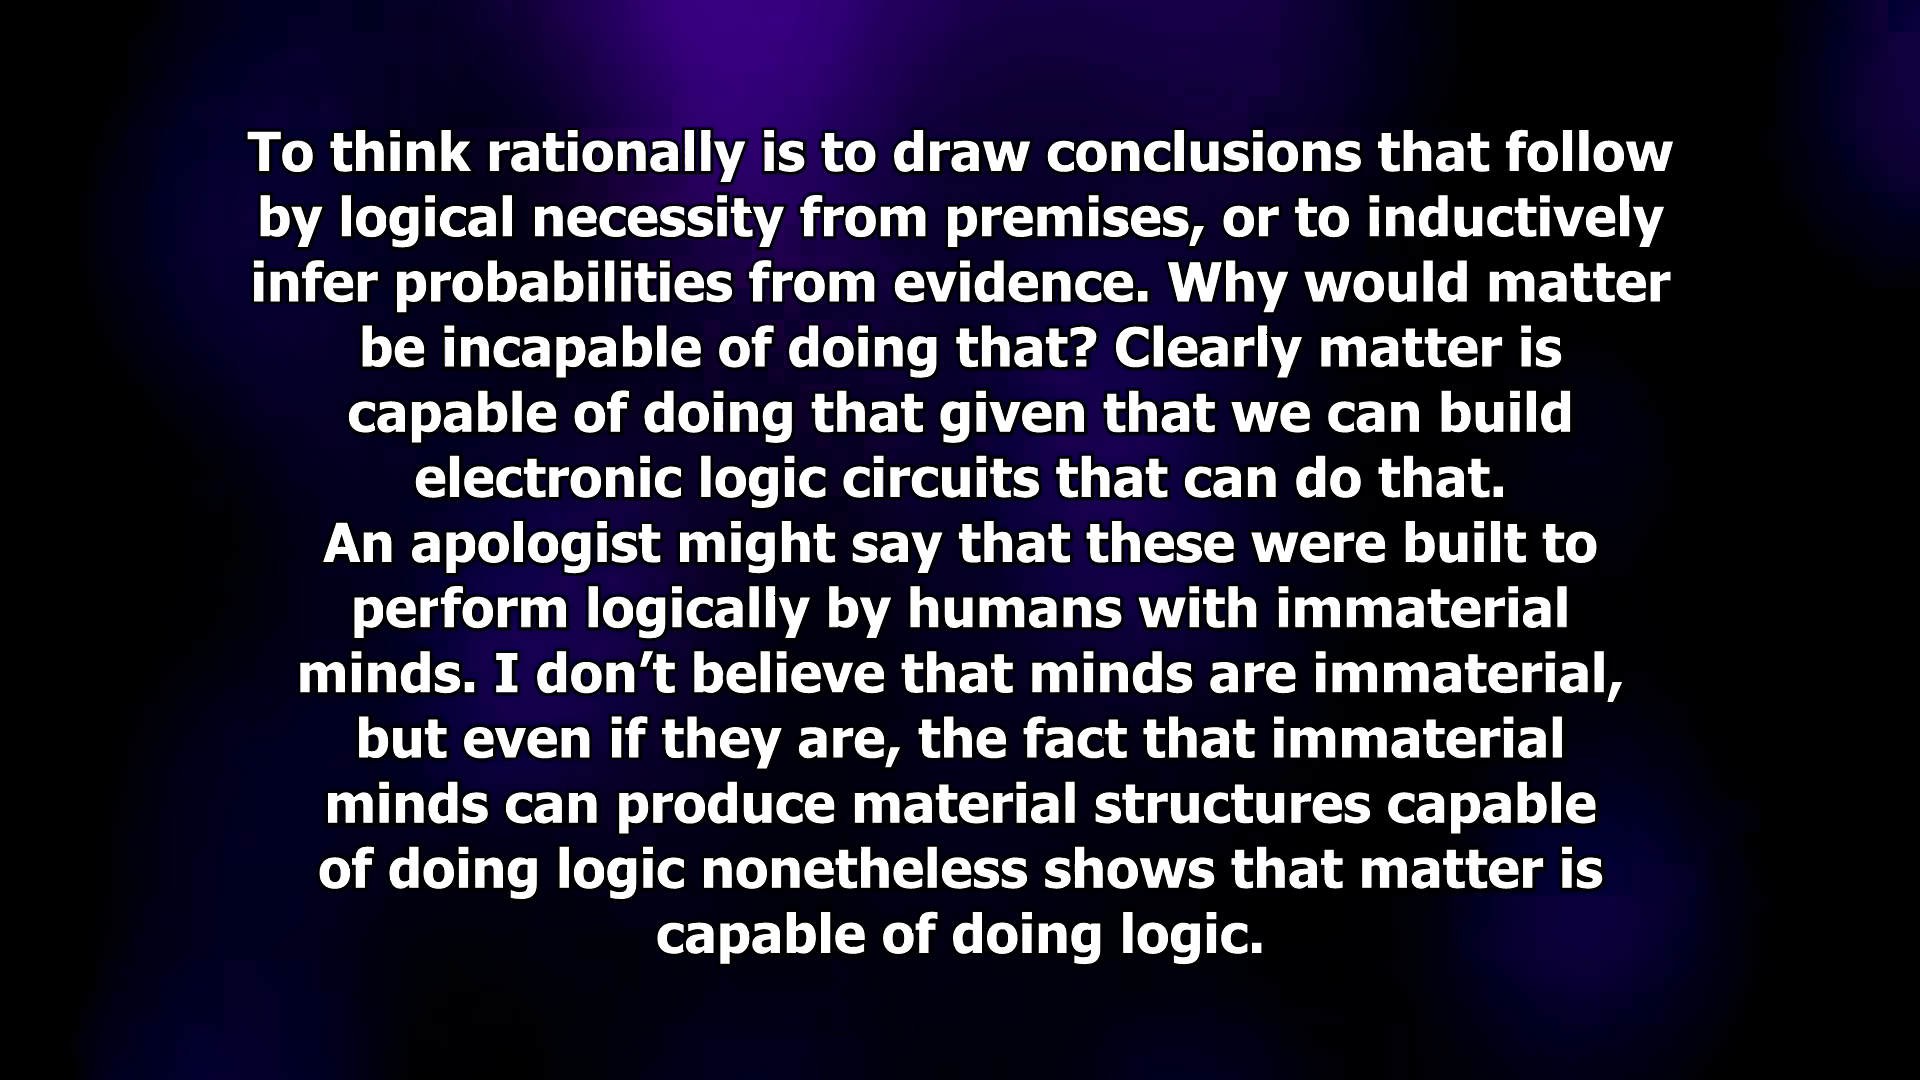 To think rationally is to draw conclusions that follow
by logical necessity from premises, or to inductively
infer probabilities from evidence. Why would matter
be incapable of doing that? Clearly matter is
capable of doing that given that we can build
electronic logic circuits that can do that.
An apologist might say that these were built to
perform logically by humans with immaterial
minds. I don’t believe that minds are immaterial,
but even if they are, the fact that immaterial
minds can produce material structures capable
of doing logic nonetheless shows that matter is
capable of doing logic.